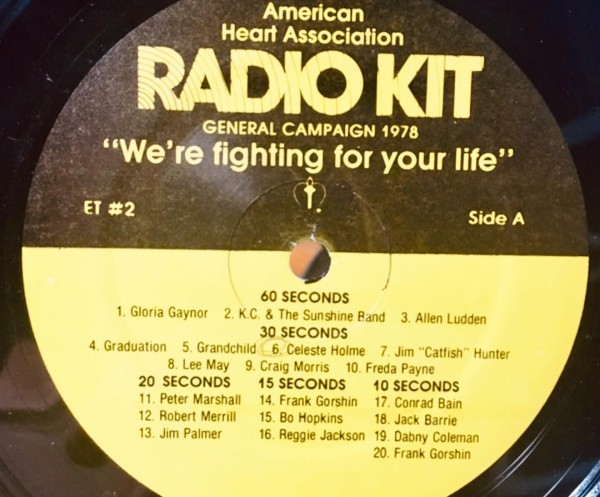 American
Heart Association
RADIO KIT
GENERAL CAMPAIGN 1978
"We're fighting for your life"
ET #2
Side A
60 SECONDS
1. Gloria Gaynor 2. K.C. & The Sunshine Band 3. Allen Ludden
30 SECONDS
4. Graduation 5. Grandchild 6. Celeste Holme 7. Jim "Catfish" Hunter
8. Lee May 9. Craig Morris 10. Freda Payne
20 SECONDS 15 SECONDS 10 SECONDS
11. Peter Marshall 14. Frank Gorshin 17. Conrad Bain
12. Robert Merrill 15. Bo Hopkins 18. Jack Barrie
13. Jim Palmer 16. Reggie Jackson 19. Dabny Coleman
20. Frank Gorshin